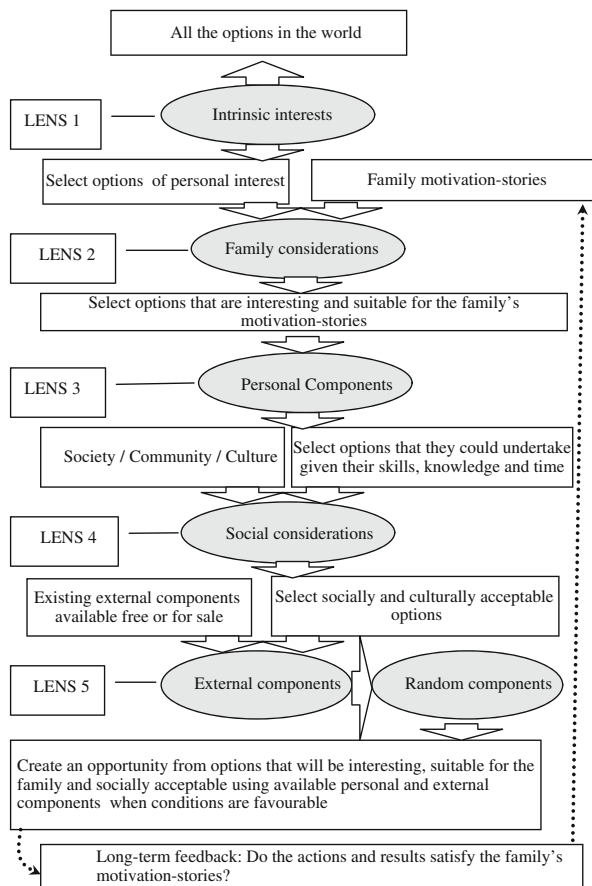 All the options in the world
LENS 1
Intrinsic interests
Select options of personal interest
Family motivation-stories
LENS 2
Family considerations
Select options that are interesting and suitable for the family's
motivation-stories
LENS 3
Personal Components
Society / Community / Culture
Select options that they could undertake
given their skills, knowledge and time
LENS 4
Social considerations
Existing external components
available free or for sale
Select socially and culturally acceptable
options
LENS 5
External components
Random components
Create an opportunity from options that will be interesting, suitable for the
family and socially acceptable using available personal and external
components when conditions are favourable
Long-term feedback: Do the actions and results satisfy the family's
motivation-stories?